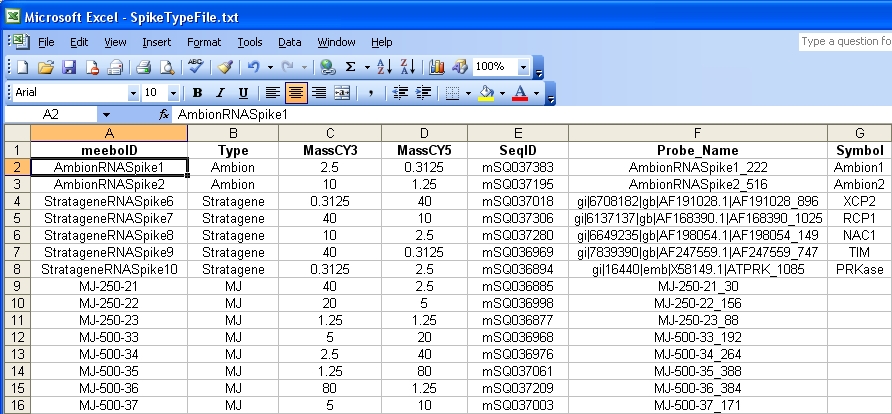 Microsoft Excel - SpikeTypeFile.txt
File Edit View Insert Format Tools Data Window Help Type a question fo
100%
Arial 10 B I U
A2 fx AmbionRNASpike1
A B C D E F G
1 meeboID Type MassCY3 MassCY5 SeqID Probe_Name Symbol
2 AmbionRNASpike1 Ambion 2.5 0.3125 mSQ037383 AmbionRNASpike1_222 Ambion1
3 AmbionRNASpike2 Ambion 10 1.25 mSQ037195 AmbionRNASpike2_516 Ambion2
4 StratageneRNASpike6 Stratagene 0.3125 40 mSQ037018 gi|6708182|gb|AF191028.1|AF191028_896 XCP2
5 StratageneRNASpike7 Stratagene 40 10 mSQ037306 gi|6137137|gb|AF168390.1|AF168390_1025 RCP1
6 StratageneRNASpike8 Stratagene 10 2.5 mSQ037280 gi|6649235|gb|AF198054.1|AF198054_149 NAC1
7 StratageneRNASpike9 Stratagene 40 0.3125 mSQ036969 gi|7839390|gb|AF247559.1|AF247559_747 TIM
8 StratageneRNASpike10 Stratagene 0.3125 2.5 mSQ036894 gi|16440|emb|X58149.1|ATPRK_1085 PRKase
9 MJ-250-21 MJ 40 2.5 mSQ036885 MJ-250-21_30
10 MJ-250-22 MJ 20 5 mSQ036998 MJ-250-22_156
11 MJ-250-23 MJ 1.25 1.25 mSQ036877 MJ-250-23_88
12 MJ-500-33 MJ 5 20 mSQ036968 MJ-500-33_192
13 MJ-500-34 MJ 2.5 40 mSQ036976 MJ-500-34_264
14 MJ-500-35 MJ 1.25 80 mSQ037061 MJ-500-35_388
15 MJ-500-36 MJ 80 1.25 mSQ037209 MJ-500-36_384
16 MJ-500-37 MJ 5 10 mSQ037003 MJ-500-37_171